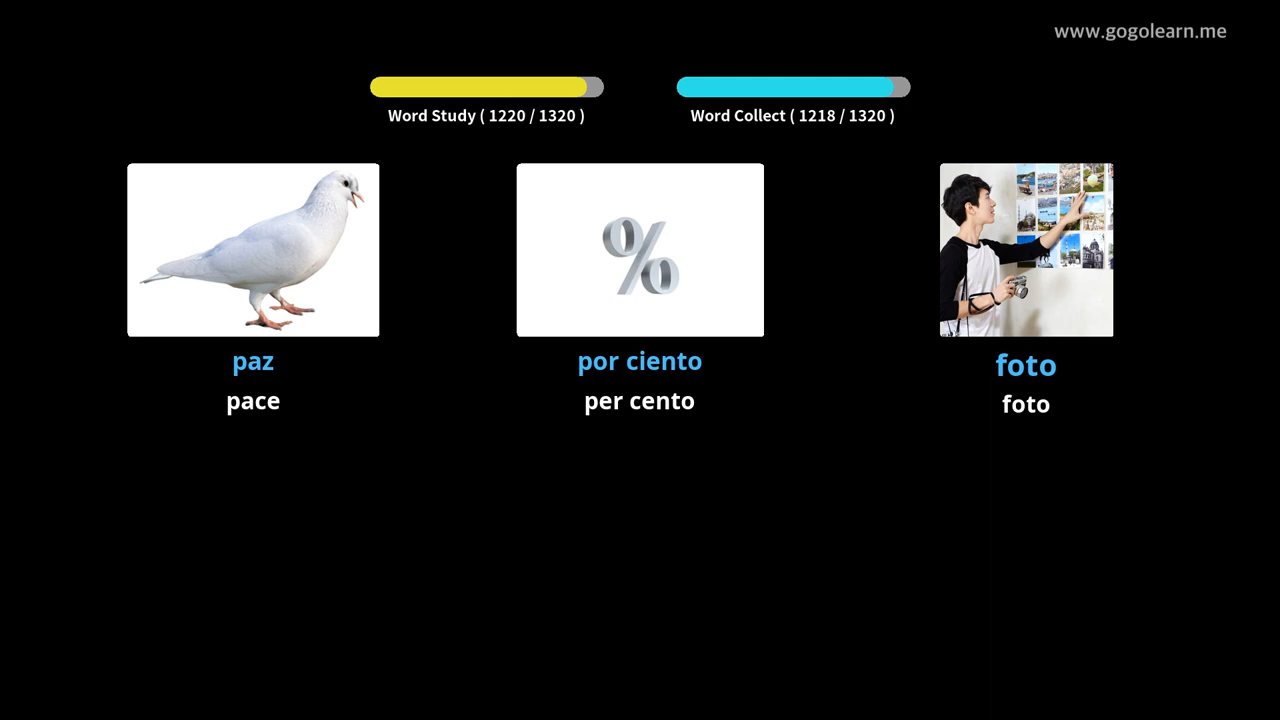 www.gogolearn.me
Word Study ( 1220 / 1320 )
Word Collect ( 1218 / 1320 )
%
paz
pace
por ciento
per cento
foto
foto